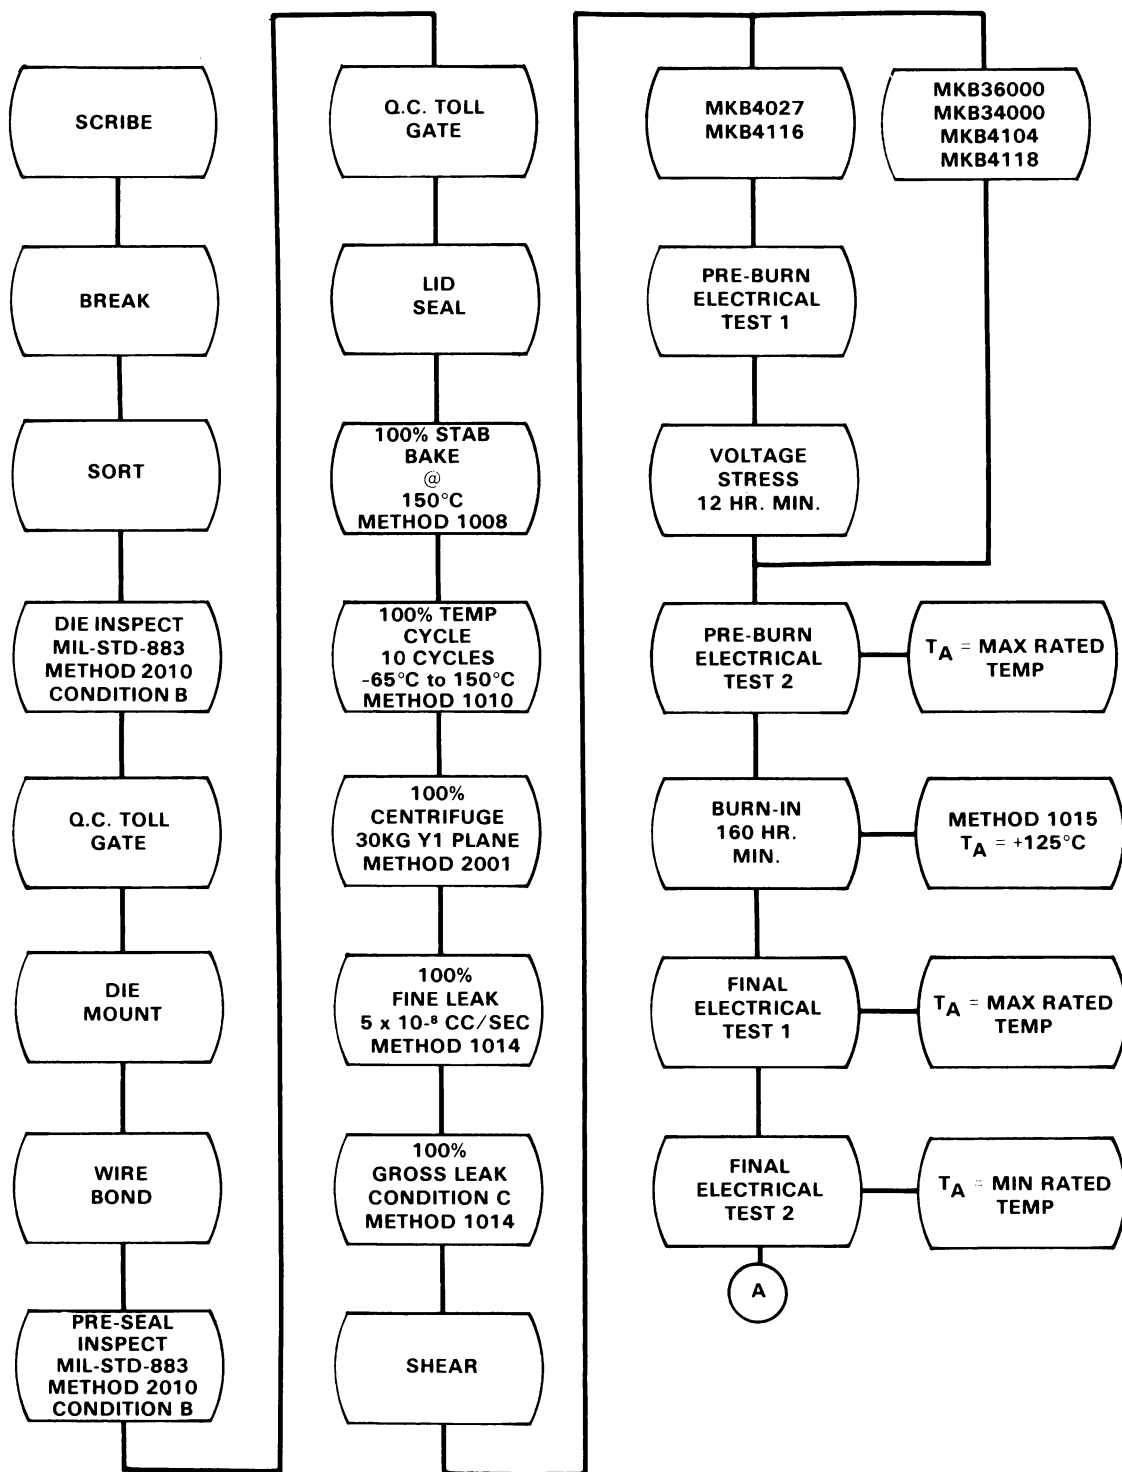 SCRIBE
BREAK
SORT
DIE INSPECT
MIL-STD-883
METHOD 2010
CONDITION B
Q.C. TOLL
GATE
DIE
MOUNT
WIRE
BOND
PRE-SEAL
INSPECT
MIL-STD-883
METHOD 2010
CONDITION B
Q.C. TOLL
GATE
LID
SEAL
100% STAB
BAKE
@
150°C
METHOD 1008
100% TEMP
CYCLE
10 CYCLES
-65°C to 150°C
METHOD 1010
100%
CENTRIFUGE
30KG Y1 PLANE
METHOD 2001
100%
FINE LEAK
5 x 10-⁸ CC/SEC
METHOD 1014
100%
GROSS LEAK
CONDITION C
METHOD 1014
SHEAR
MKB4027
MKB4116
MKB36000
MKB34000
MKB4104
MKB4118
PRE-BURN
ELECTRICAL
TEST 1
VOLTAGE
STRESS
12 HR. MIN.
PRE-BURN
ELECTRICAL
TEST 2
TA = MAX RATED
TEMP
BURN-IN
160 HR.
MIN.
METHOD 1015
TA = +125°C
FINAL
ELECTRICAL
TEST 1
TA = MAX RATED
TEMP
FINAL
ELECTRICAL
TEST 2
TA = MIN RATED
TEMP
A